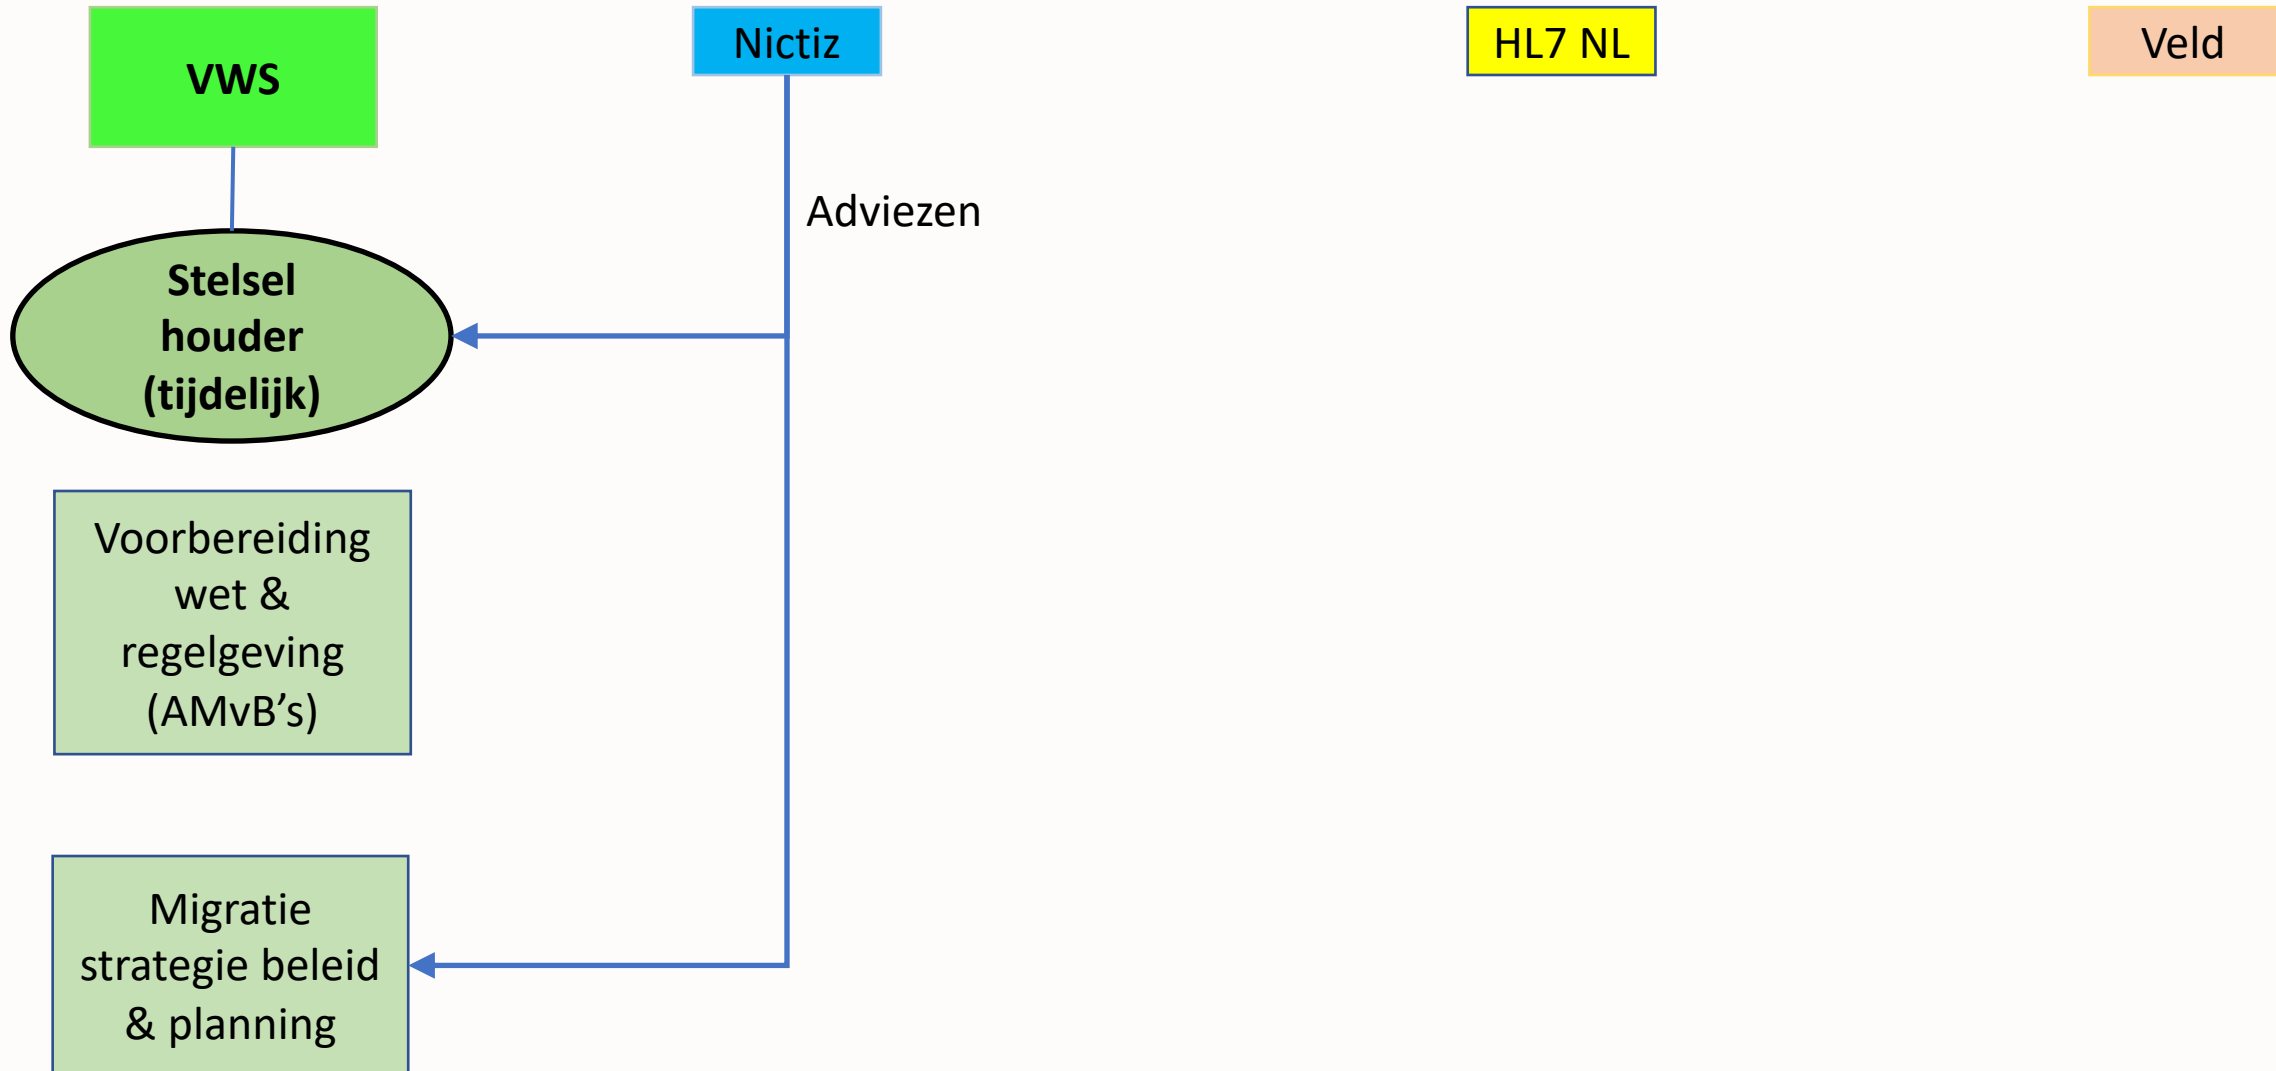 VWS
Nictiz
HL7 NL
Veld
Adviezen
Stelsel
houder
(tijdelijk)
Voorbereiding
wet &
regelgeving
(AMvB’s)
Migratie
strategie beleid
& planning